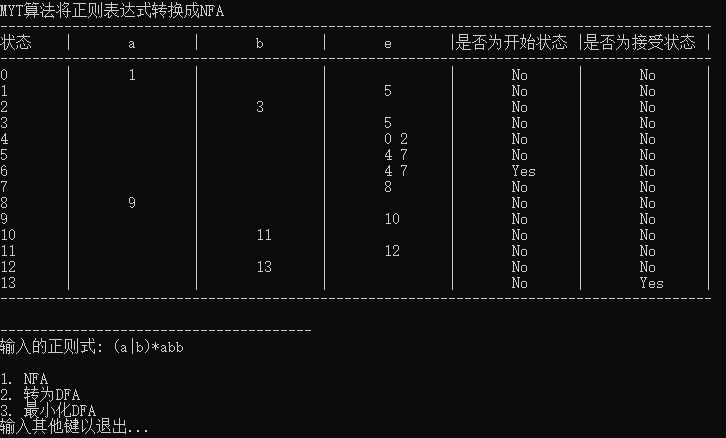 MYT算法将正则表达式转换成NFA
状态 | a | b | e |是否为开始状态 |是否为接受状态 |
0 | 1 | | | No | No |
1 | | | 5 | No | No |
2 | | 3 | | No | No |
3 | | | 5 | No | No |
4 | | | 0 2 | No | No |
5 | | | 4 7 | No | No |
6 | | | 4 7 | Yes | No |
7 | | | 8 | No | No |
8 | 9 | | | No | No |
9 | | | 10 | No | No |
10 | | 11 | | No | No |
11 | | | 12 | No | No |
12 | | 13 | | No | No |
13 | | | | No | Yes |
输入的正则式: (a|b)*abb
1. NFA
2. 转为DFA
3. 最小化DFA
输入其他键以退出...